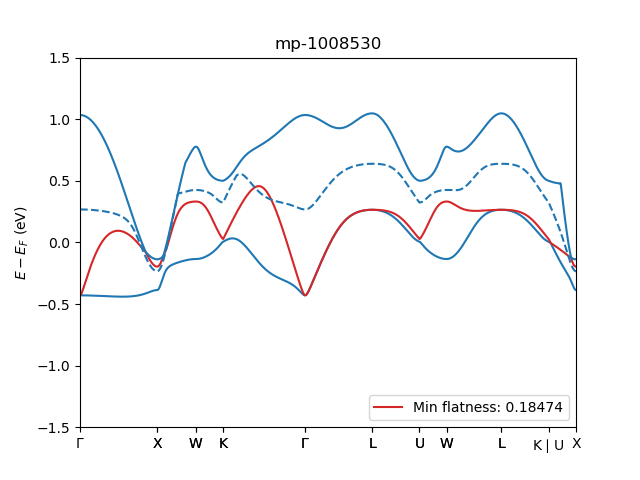 mp-1008530
E − E_F (eV)
1.5
1.0
0.5
0.0
−0.5
−1.0
−1.5
Min flatness: 0.18474
Γ X W K Γ L U W L K | U X